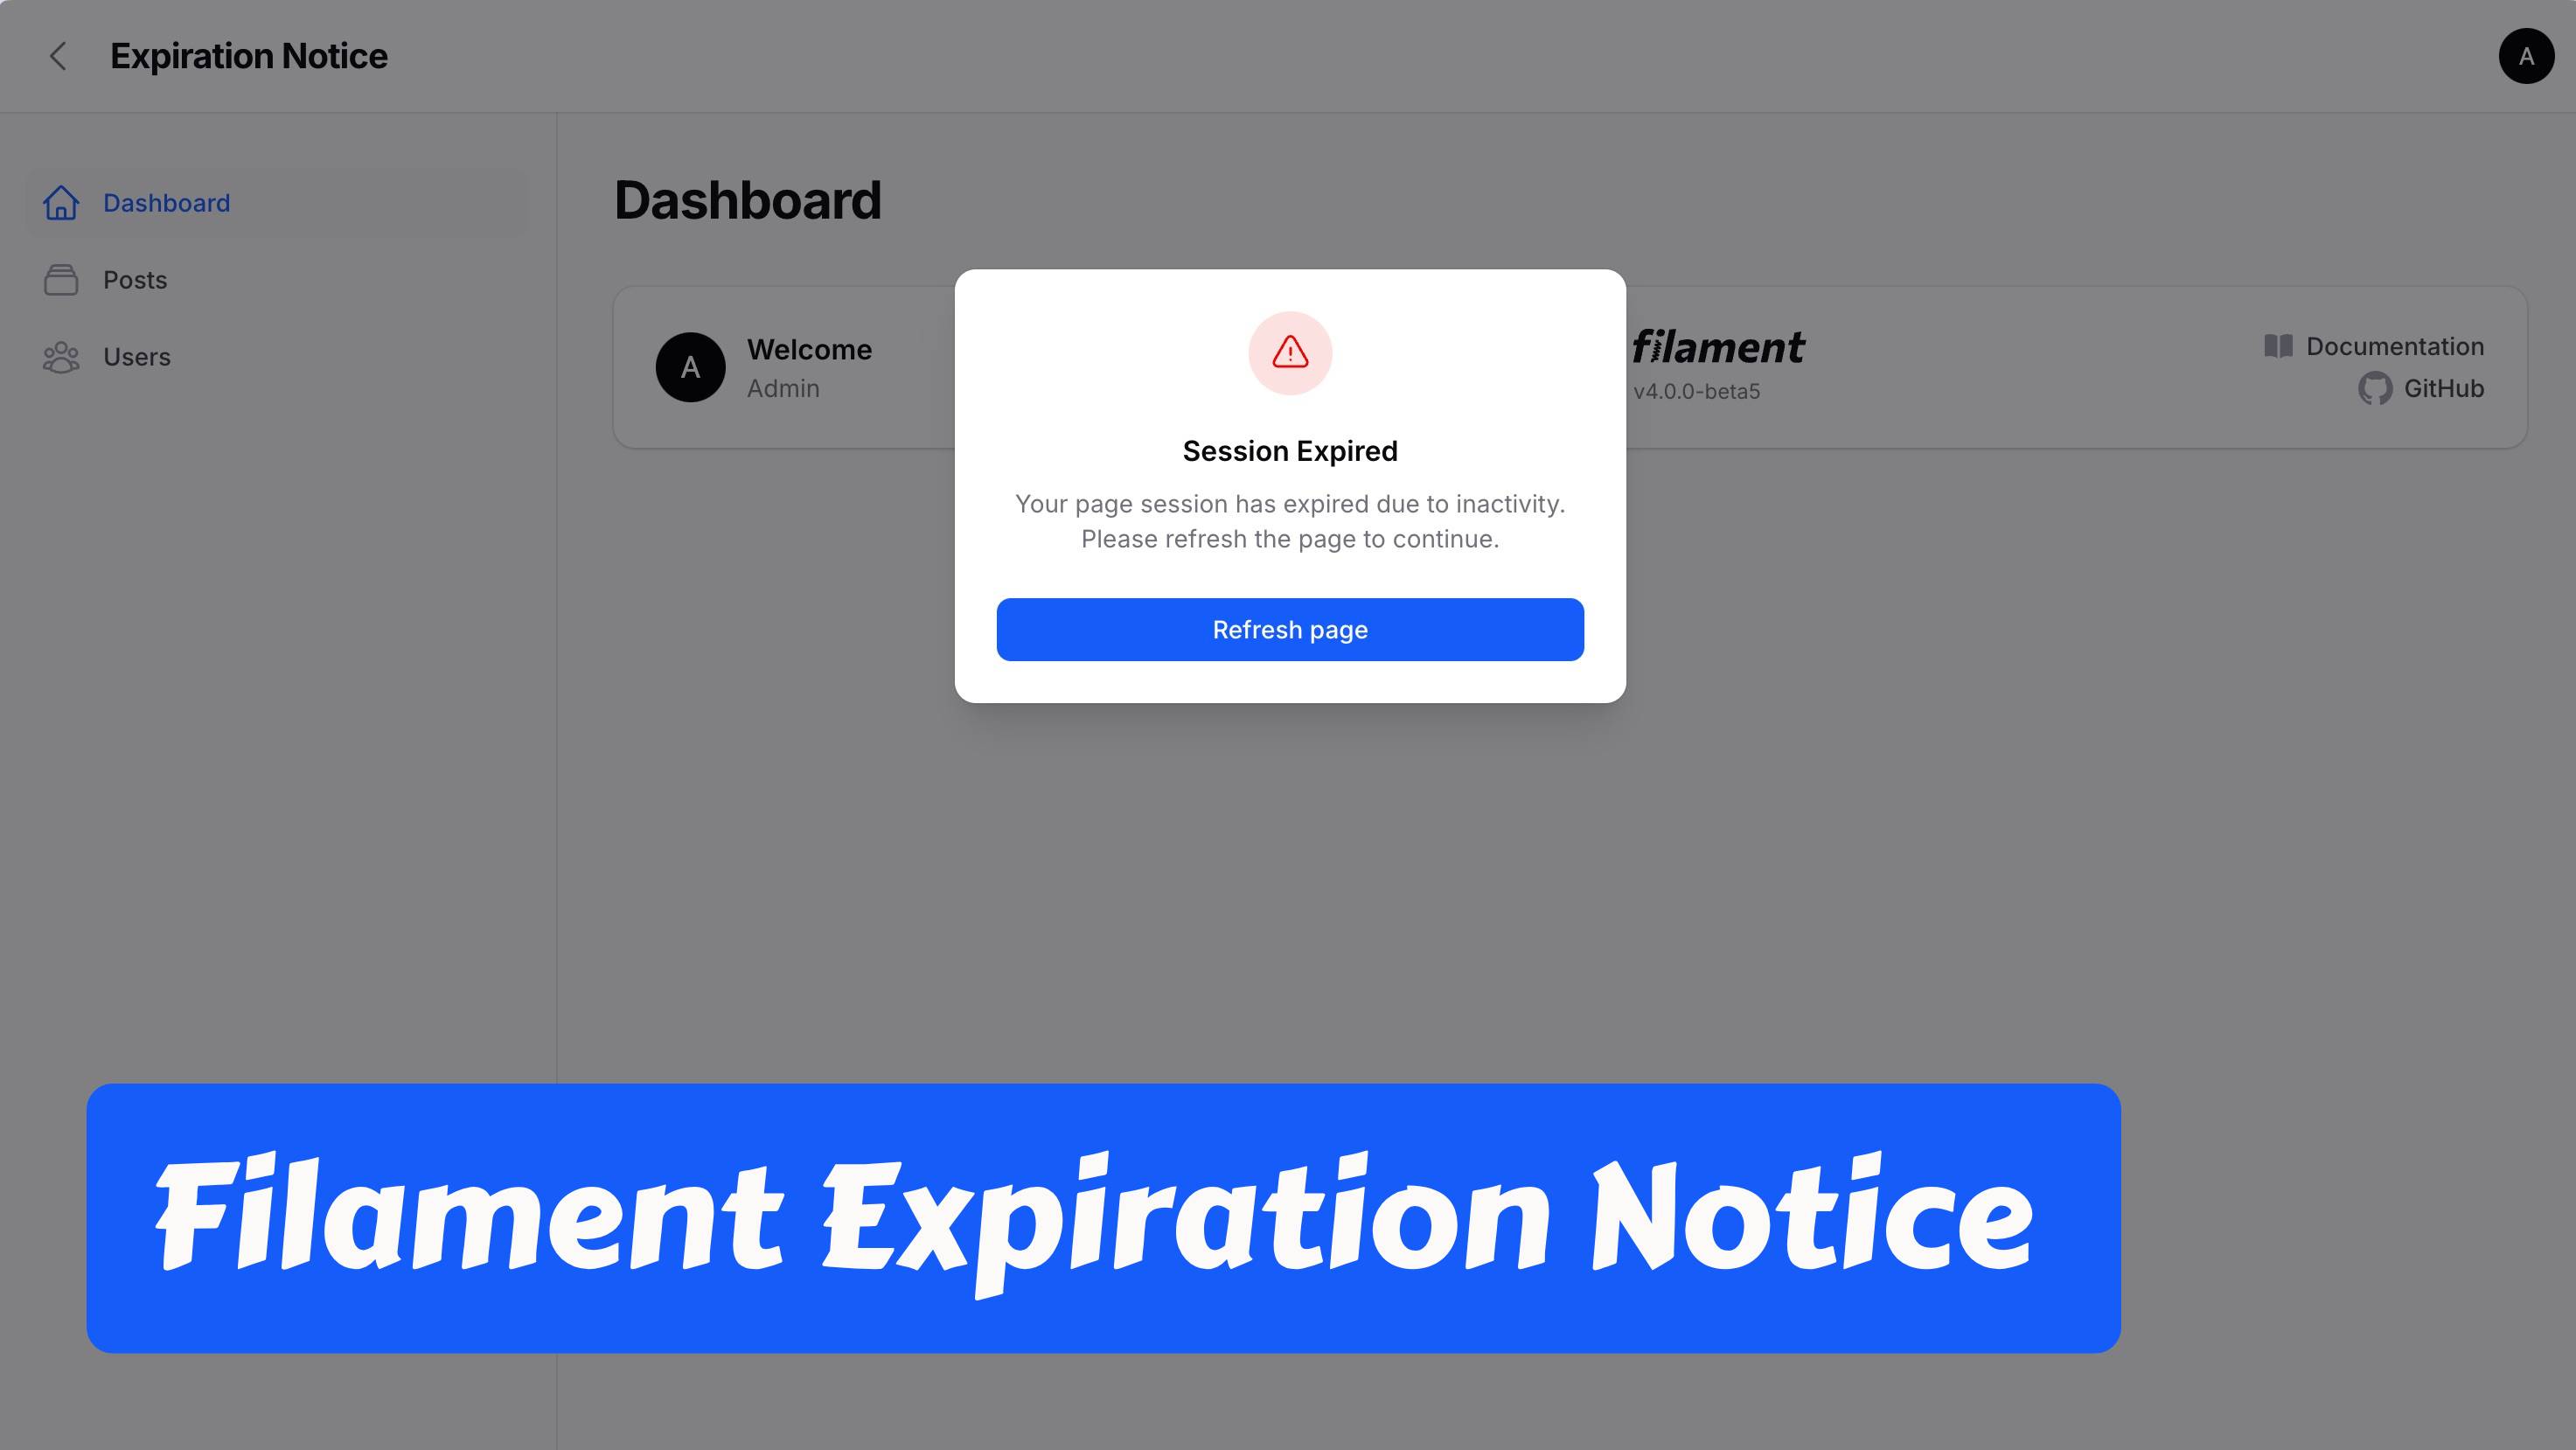 Expiration Notice
A
Dashboard
Posts
Users
Dashboard
A
Welcome
Admin
filament
v4.0.0-beta5
Documentation
GitHub
Session Expired
Your page session has expired due to inactivity.
Please refresh the page to continue.
Refresh page
Filament Expiration Notice